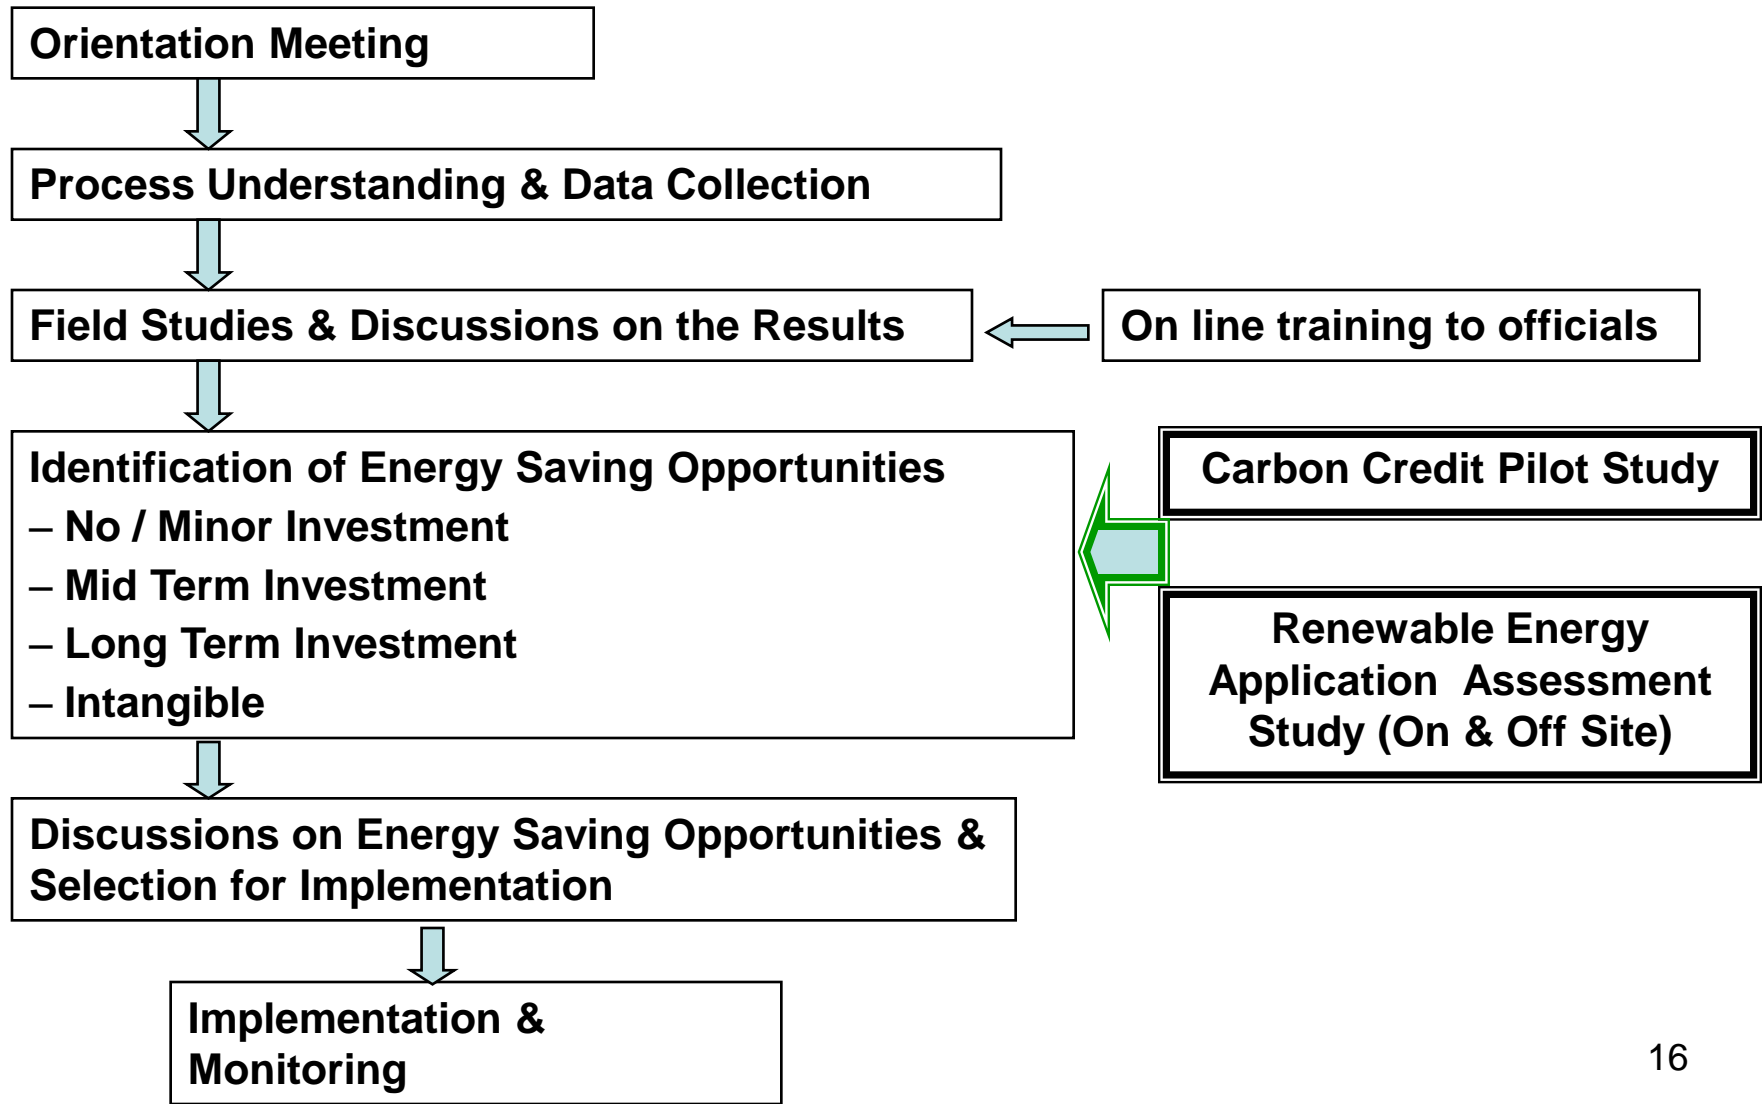 Orientation Meeting
Process Understanding & Data Collection
Field Studies & Discussions on the Results
On line training to officials
Identification of Energy Saving Opportunities
– No / Minor Investment
– Mid Term Investment
– Long Term Investment
– Intangible
Carbon Credit Pilot Study
Renewable Energy
Application Assessment
Study (On & Off Site)
Discussions on Energy Saving Opportunities &
Selection for Implementation
Implementation &
Monitoring
16